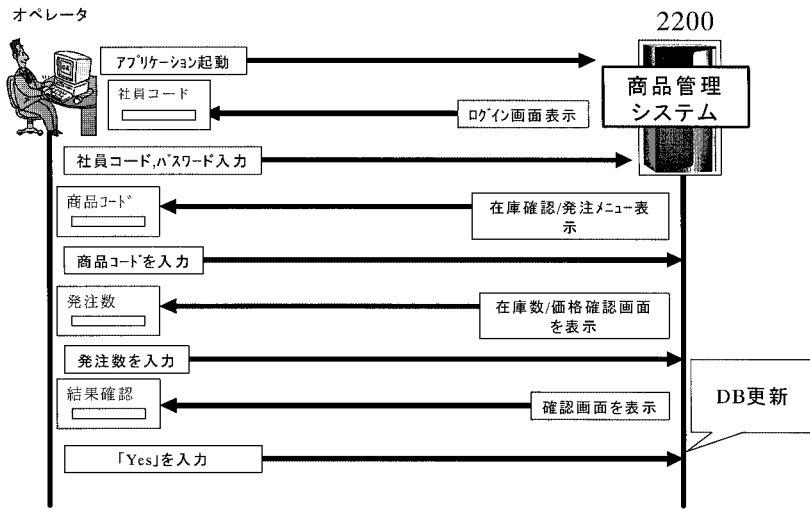 オペレータ
2200
アプリケーション起動
商品管理
システム
社員コード
ログイン画面表示
社員コード,パスワード入力
商品コード
在庫確認/発注メニュー表
示
商品コードを入力
発注数
在庫数/価格確認画面
を表示
発注数を入力
結果確認
確認画面を表示
DB更新
「Yes」を入力